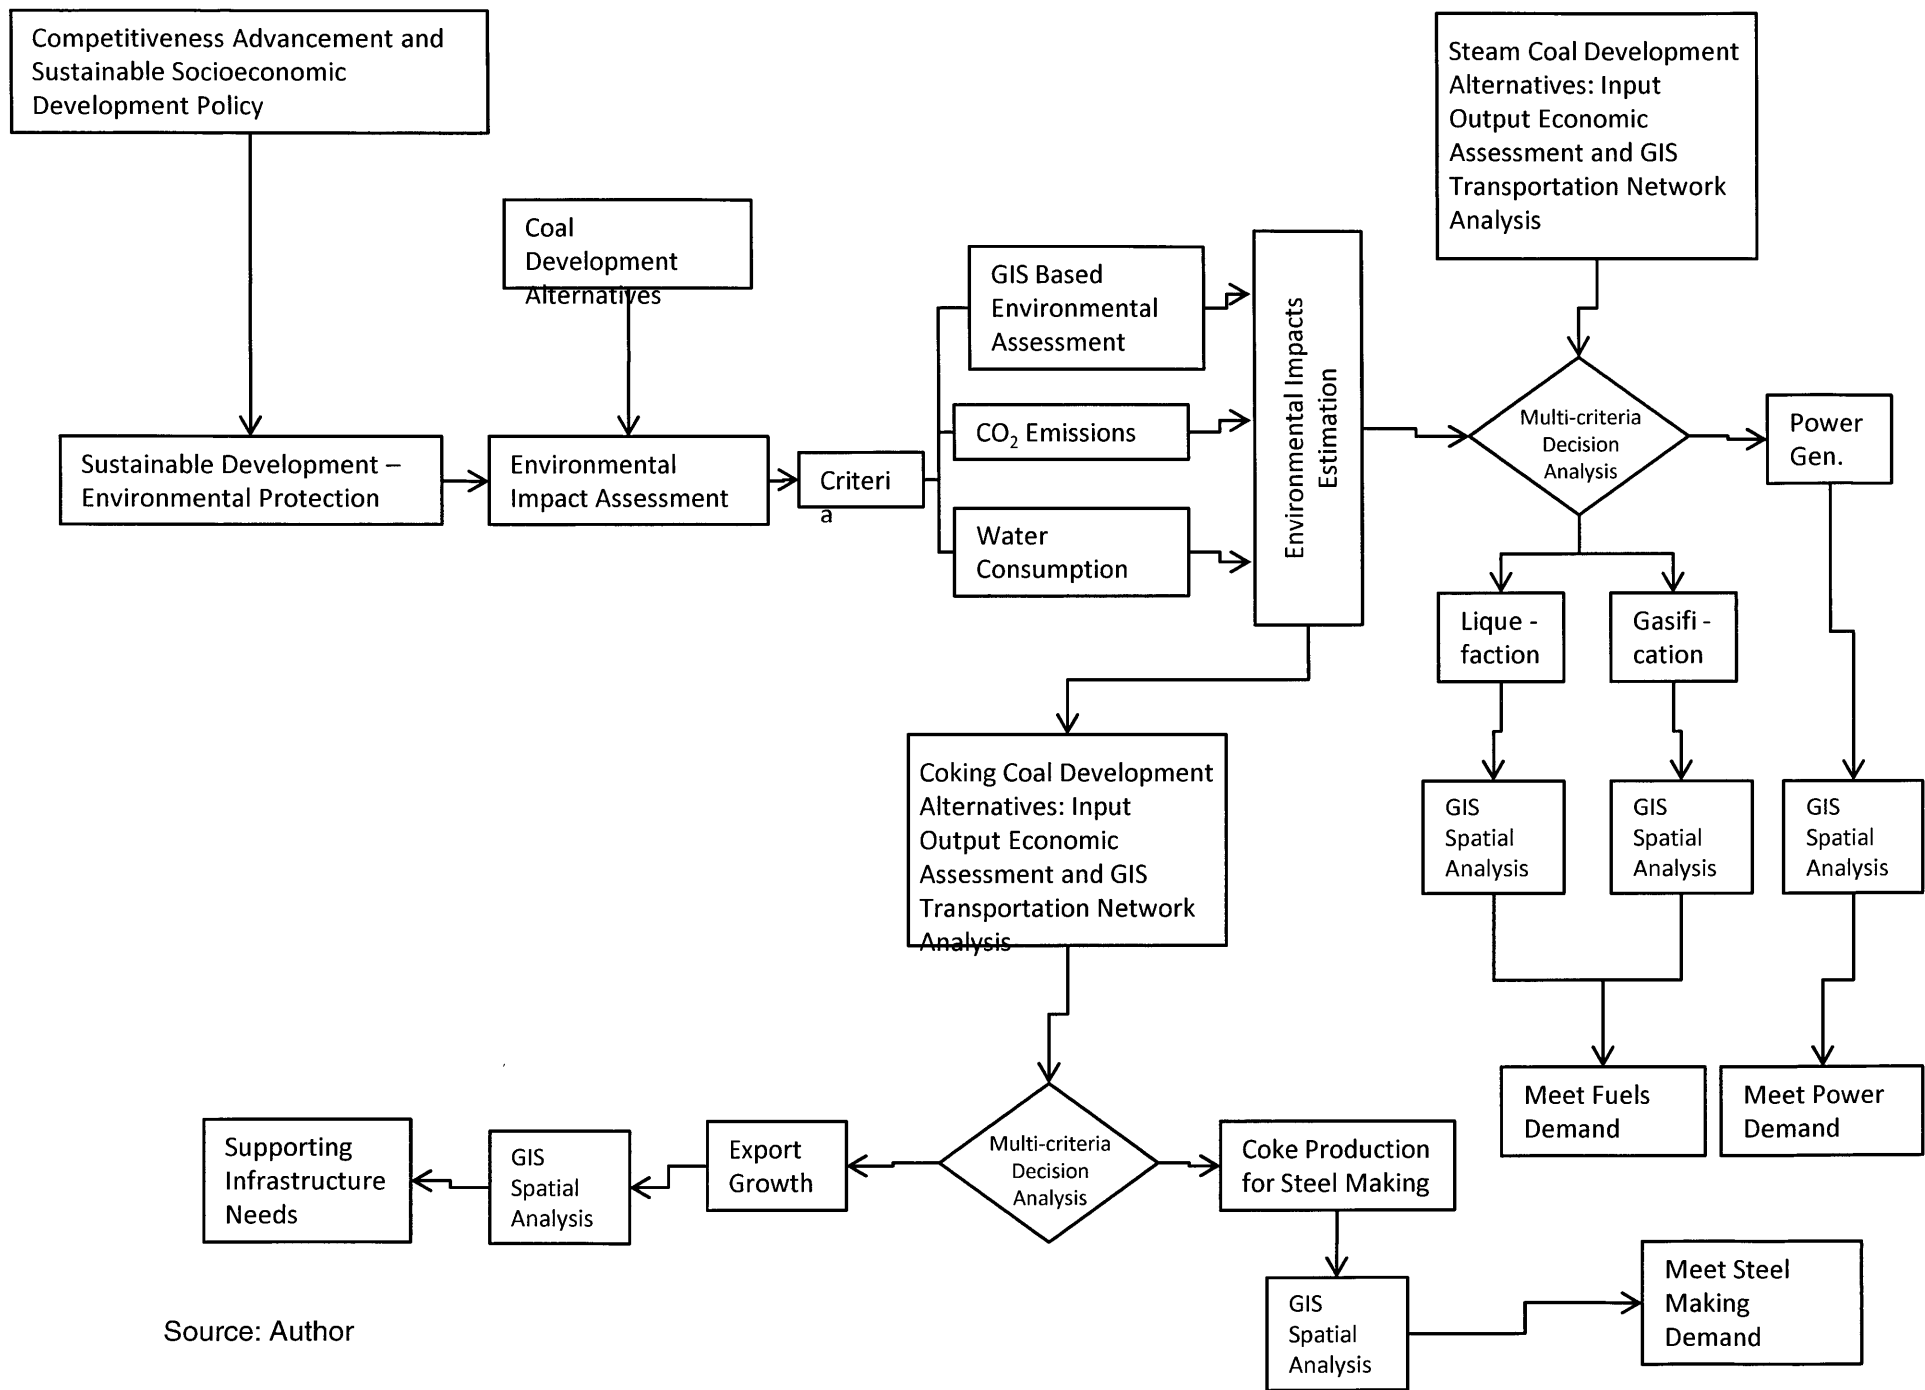 Competitiveness Advancement and
Sustainable Socioeconomic
Development Policy
Steam Coal Development
Alternatives: Input
Output Economic
Assessment and GIS
Transportation Network
Analysis
Coal
Development
Alternatives
GIS Based
Environmental
Assessment
CO₂ Emissions
Water
Consumption
Environmental Impacts
Estimation
Sustainable Development –
Environmental Protection
Environmental
Impact Assessment
Criteri
a
Multi-criteria
Decision
Analysis
Power
Gen.
Lique -
faction
Gasifi -
cation
GIS
Spatial
Analysis
GIS
Spatial
Analysis
GIS
Spatial
Analysis
Coking Coal Development
Alternatives: Input
Output Economic
Assessment and GIS
Transportation Network
Analysis
Meet Fuels
Demand
Meet Power
Demand
Supporting
Infrastructure
Needs
GIS
Spatial
Analysis
Export
Growth
Multi-criteria
Decision
Analysis
Coke Production
for Steel Making
GIS
Spatial
Analysis
Meet Steel
Making
Demand
Source: Author